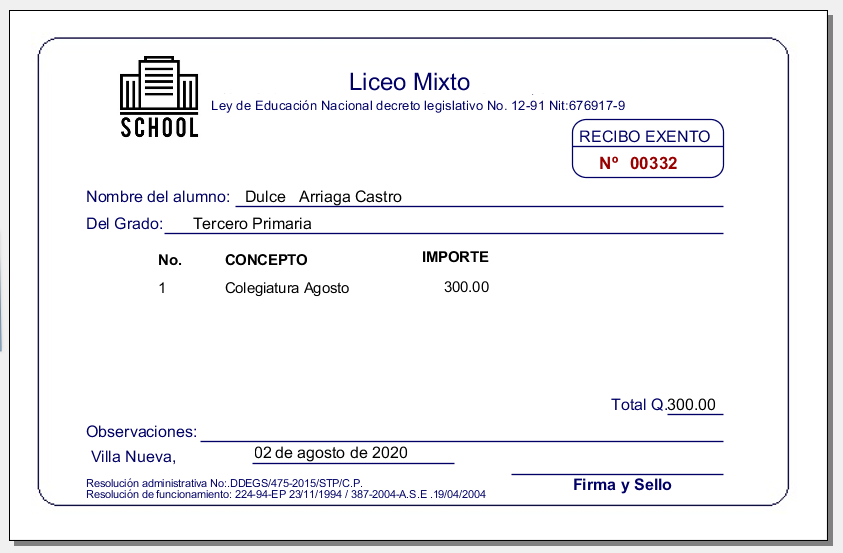 SCHOOL
Liceo Mixto
Ley de Educación Nacional decreto legislativo No. 12-91 Nit:676917-9
RECIBO EXENTO
Nº 00332
Nombre del alumno: Dulce Arriaga Castro
Del Grado: Tercero Primaria
No. CONCEPTO IMPORTE
1 Colegiatura Agosto 300.00
Total Q.300.00
Observaciones:
Villa Nueva, 02 de agosto de 2020
Resolución administrativa No:.DDEGS/475-2015/STP/C.P.
Resolución de funcionamiento: 224-94-EP 23/11/1994 / 387-2004-A.S.E .19/04/2004
Firma y Sello